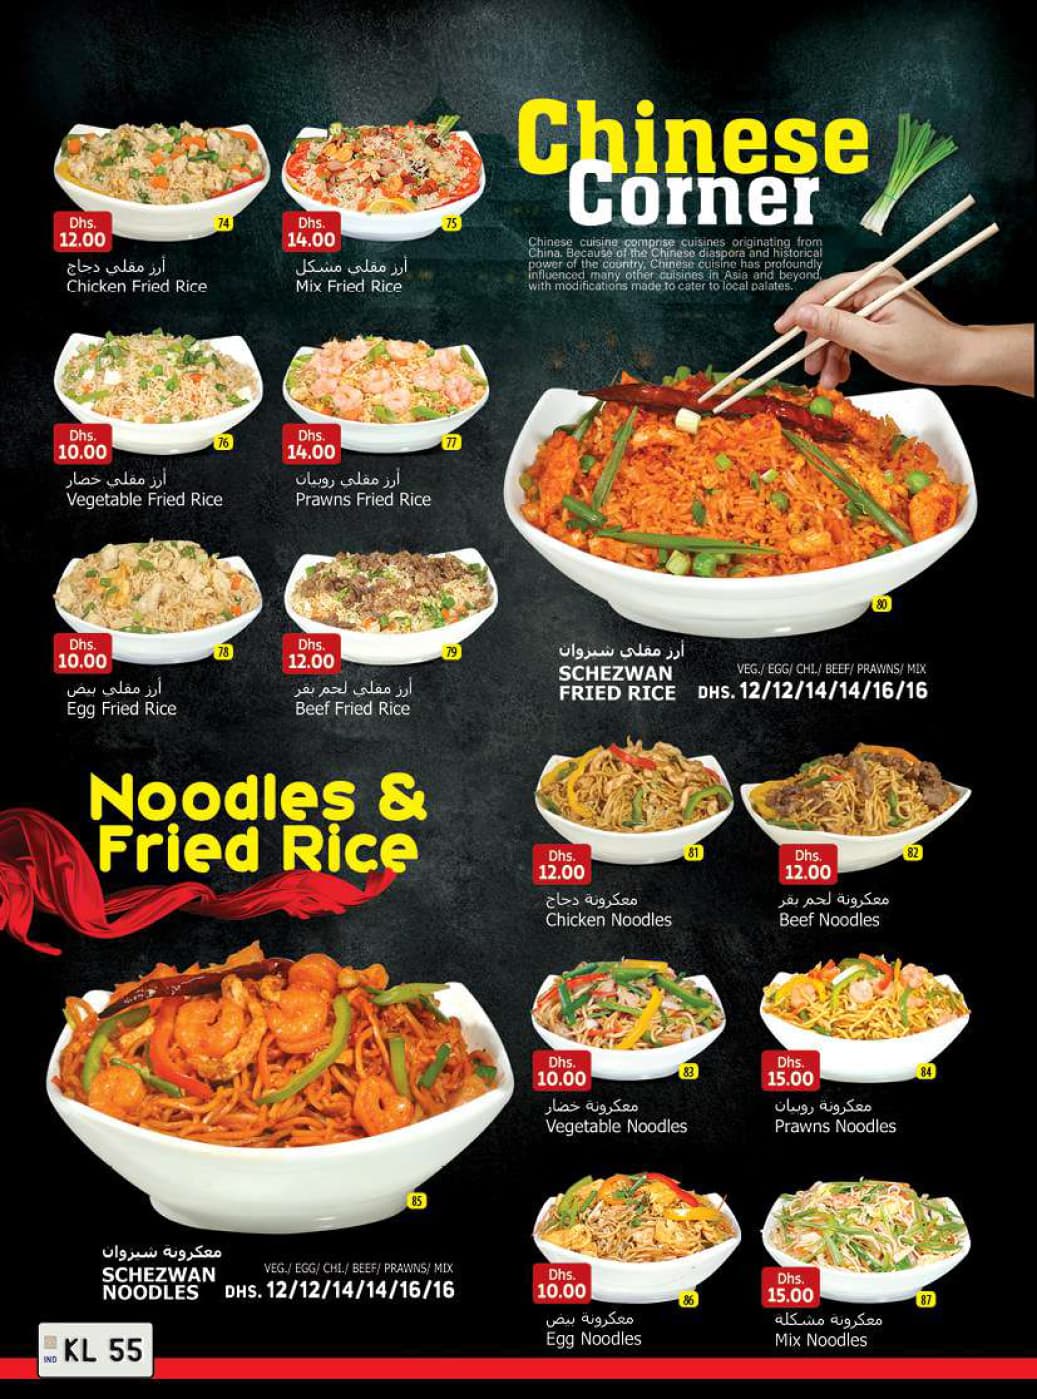 Chinese
Corner
Chinese cuisine comprise cuisines originating from
China. Because of the Chinese diaspora and historical
power of the country, Chinese cuisine has profoundly
influenced many other cuisines in Asia and beyond,
with modifications made to cater to local palates.
Dhs.
12.00
74
أرز مقلي دجاج
Chicken Fried Rice
Dhs.
14.00
75
أرز مقلي مشكل
Mix Fried Rice
Dhs.
10.00
76
أرز مقلي خضار
Vegetable Fried Rice
Dhs.
14.00
77
أرز مقلي روبيان
Prawns Fried Rice
Dhs.
10.00
78
أرز مقلي بيض
Egg Fried Rice
Dhs.
12.00
79
أرز مقلي لحم بقر
Beef Fried Rice
80
أرز مقلي شيزوان
SCHEZWAN
FRIED RICE
VEG./ EGG/ CHI./ BEEF/ PRAWNS/ MIX
DHS. 12/12/14/14/16/16
Noodles &
Fried Rice
Dhs.
12.00
81
معكرونة دجاج
Chicken Noodles
Dhs.
12.00
82
معكرونة لحم بقر
Beef Noodles
Dhs.
10.00
83
معكرونة خضار
Vegetable Noodles
Dhs.
15.00
84
معكرونة روبيان
Prawns Noodles
85
معكرونة شيزوان
SCHEZWAN
NOODLES
VEG./ EGG/ CHI./ BEEF/ PRAWNS/ MIX
DHS. 12/12/14/14/16/16
Dhs.
10.00
86
معكرونة بيض
Egg Noodles
Dhs.
15.00
87
معكرونة مشكلة
Mix Noodles
IND KL 55